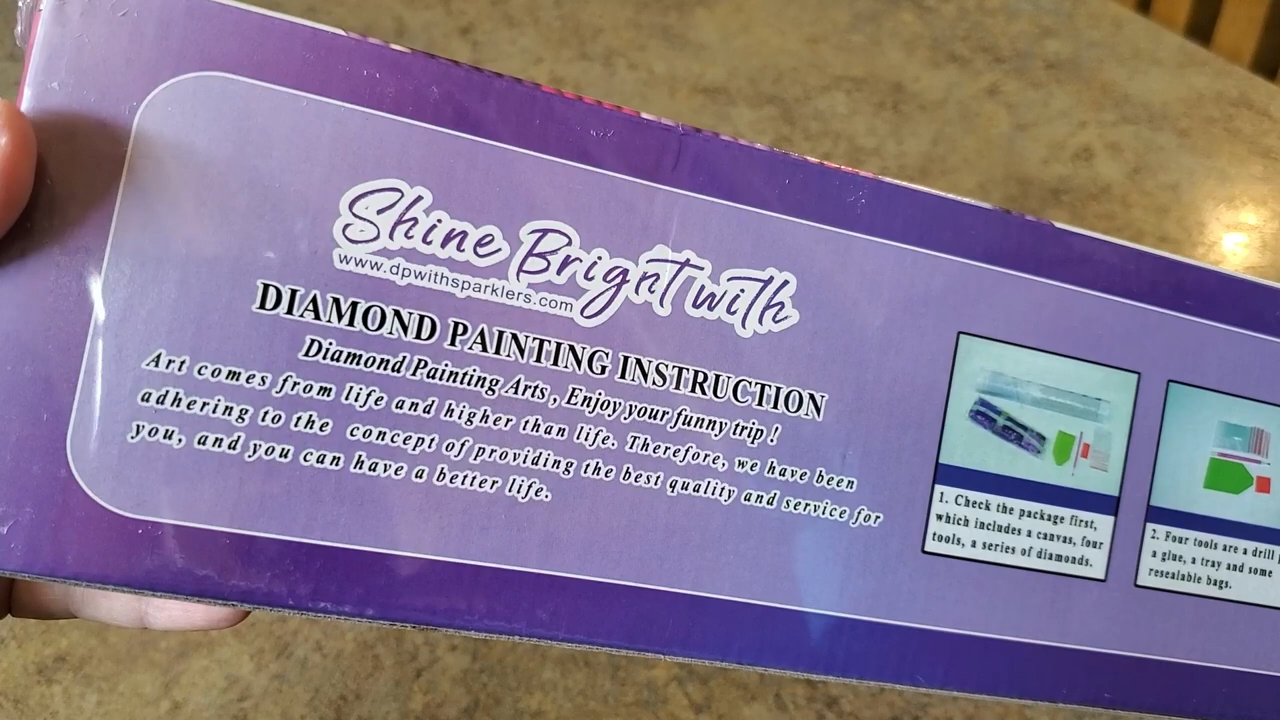 Shine Bright with
www.dpwithsparklers.com
DIAMOND PAINTING INSTRUCTION
Diamond Painting Arts , Enjoy your funny trip !
Art comes from life and higher than life. Therefore, we have been
adhering to the concept of providing the best quality and service for
you, and you can have a better life.
1. Check the package first,
which includes a canvas, four
tools, a series of diamonds.
2. Four tools are a drill
a glue, a tray and some
resealable bags.